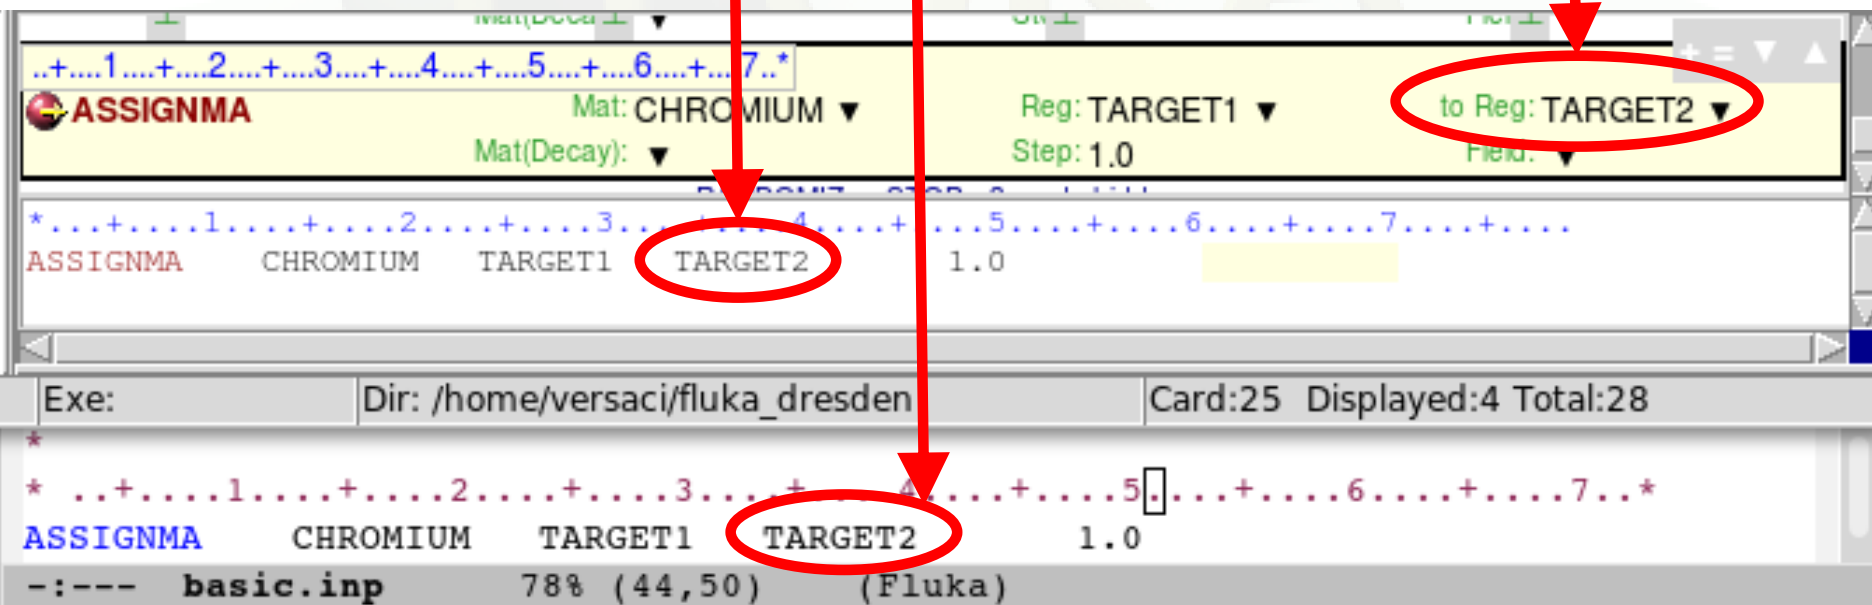 ..+....1....+....2....+....3....+....4....+....5....+....6....+....7..*
ASSIGNMA Mat: CHROMIUM ▼ Reg: TARGET1 ▼ to Reg: TARGET2 ▼
Mat(Decay): ▼ Step: 1.0 Field: ▼
*...+....1....+....2....+....3....+....4....+....5....+....6....+....7....+....
ASSIGNMA CHROMIUM TARGET1 TARGET2 1.0
Exe: Dir: /home/versaci/fluka_dresden Card:25 Displayed:4 Total:28
*
* ..+....1....+....2....+....3....+....4....+....5....+....6....+....7..*
ASSIGNMA CHROMIUM TARGET1 TARGET2 1.0
-:--- basic.inp 78% (44,50) (Fluka)